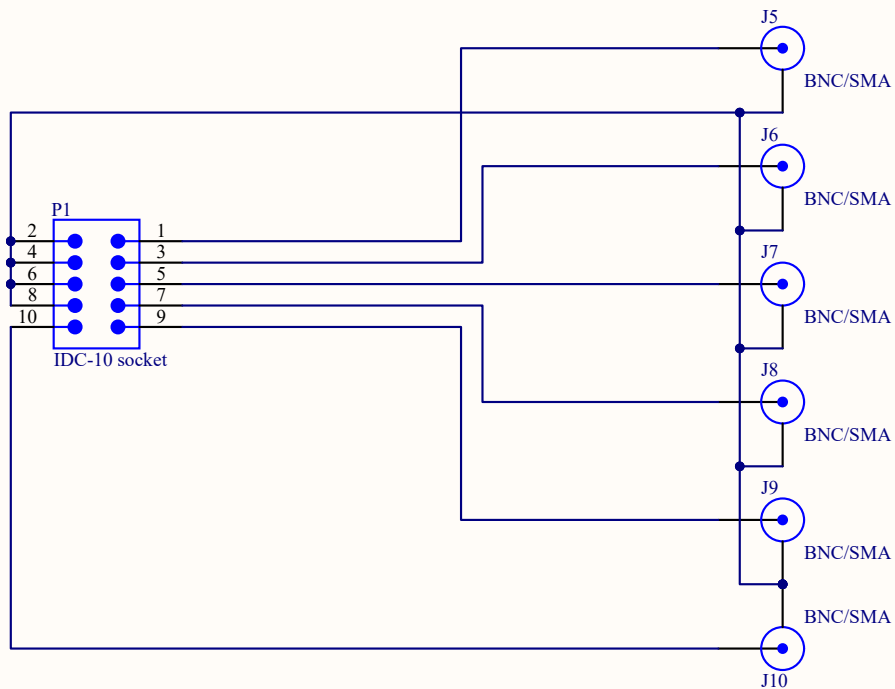 J5
BNC/SMA
J6
BNC/SMA
P1
2 1
4 3
6 5
8 7
10 9
IDC-10 socket
J7
BNC/SMA
J8
BNC/SMA
J9
BNC/SMA
BNC/SMA
J10